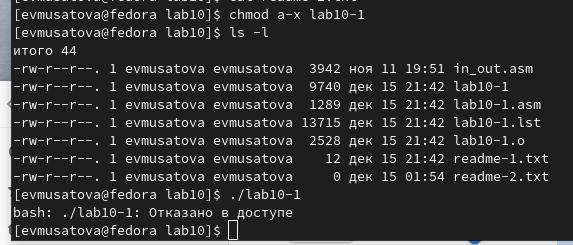 [evmusatova@fedora lab10]$ chmod a-x lab10-1
[evmusatova@fedora lab10]$ ls -l
итого 44
-rw-r--r--. 1 evmusatova evmusatova  3942 ноя 11 19:51 in_out.asm
-rw-r--r--. 1 evmusatova evmusatova  9740 дек 15 21:42 lab10-1
-rw-r--r--. 1 evmusatova evmusatova  1289 дек 15 21:42 lab10-1.asm
-rw-r--r--. 1 evmusatova evmusatova 13715 дек 15 21:42 lab10-1.lst
-rw-r--r--. 1 evmusatova evmusatova  2528 дек 15 21:42 lab10-1.o
-rw-r--r--. 1 evmusatova evmusatova    12 дек 15 21:42 readme-1.txt
-rw-r--r--. 1 evmusatova evmusatova     0 дек 15 01:54 readme-2.txt
[evmusatova@fedora lab10]$ ./lab10-1
bash: ./lab10-1: Отказано в доступе
[evmusatova@fedora lab10]$